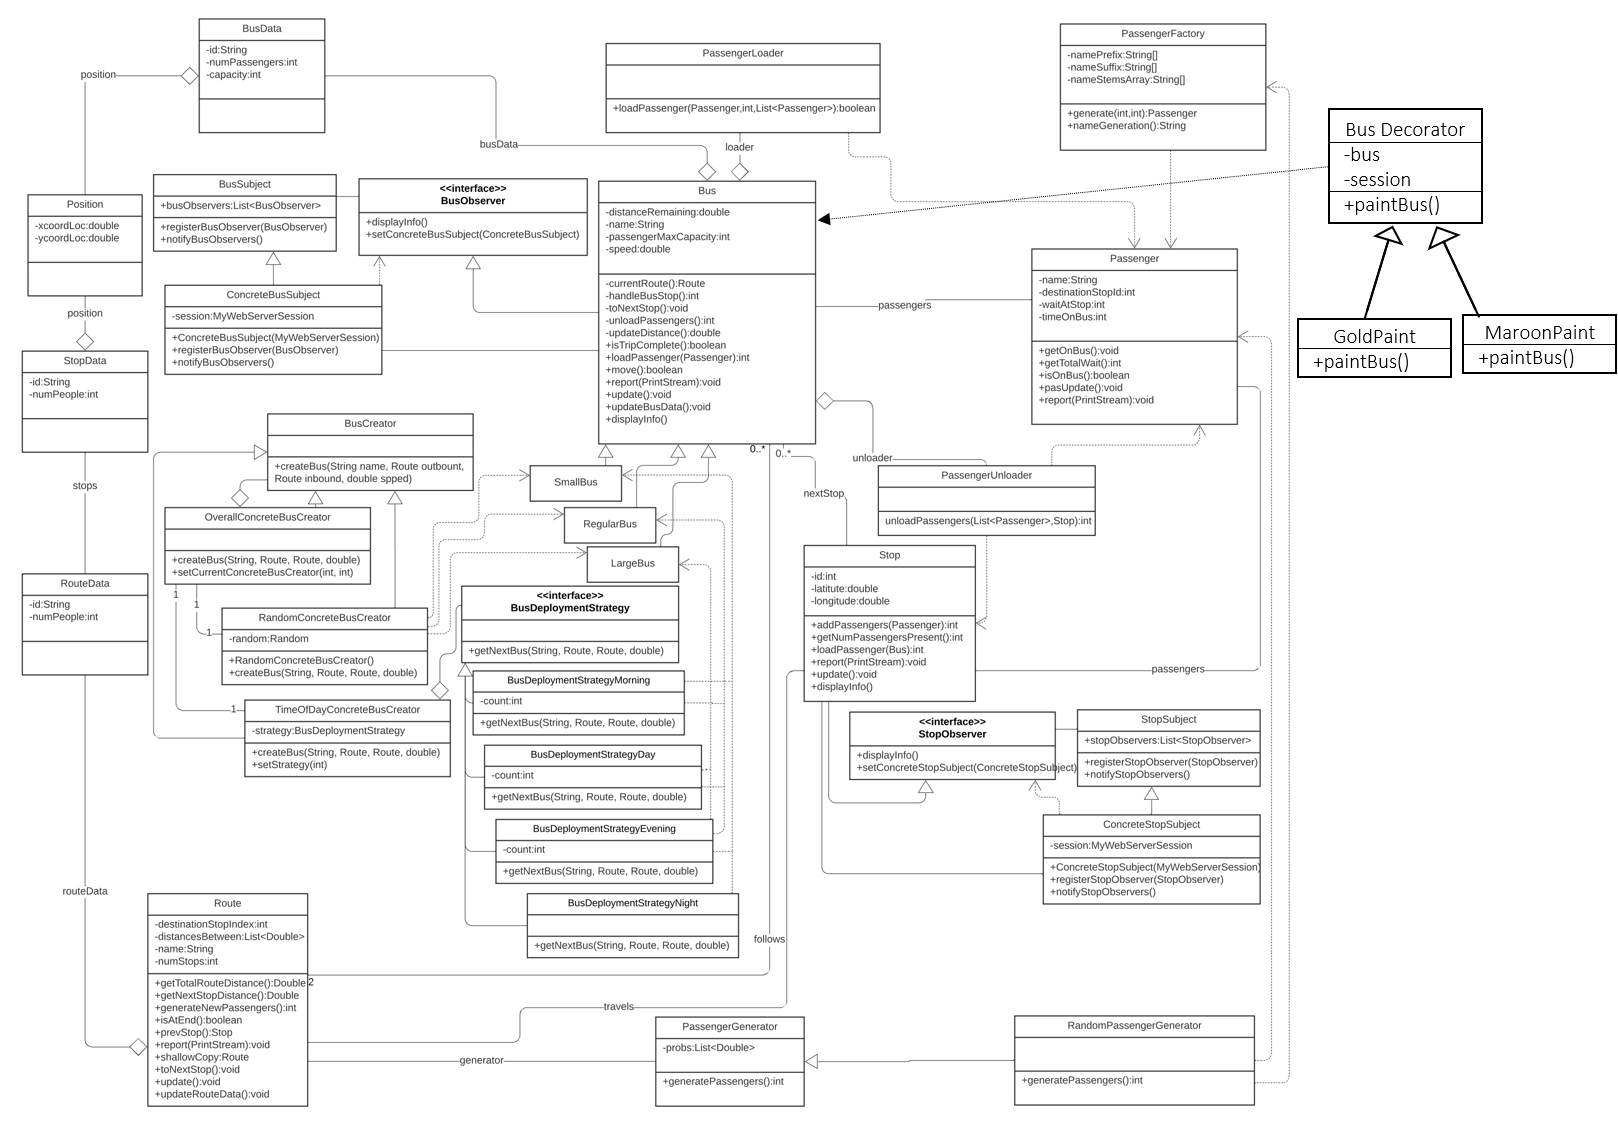 BusData
-id:String
-numPassengers:int
-capacity:int
position
busData
PassengerLoader
+loadPassenger(Passenger,int,List<Passenger>):boolean
loader
PassengerFactory
-namePrefix:String[]
-nameSuffix:String[]
-nameStemsArray:String[]
+generate(int,int):Passenger
+nameGeneration():String
Bus Decorator
-bus
-session
+paintBus()
GoldPaint
+paintBus()
MaroonPaint
+paintBus()
Position
-xcoordLoc:double
-ycoordLoc:double
position
BusSubject
+busObservers:List<BusObserver>
+registerBusObserver(BusObserver)
+notifyBusObservers()
<<interface>>
BusObserver
+displayInfo()
+setConcreteBusSubject(ConcreteBusSubject)
Bus
-distanceRemaining:double
-name:String
-passengerMaxCapacity:int
-speed:double
-currentRoute():Route
-handleBusStop():int
-toNextStop():void
-unloadPassengers():int
-updateDistance():double
+isTripComplete():boolean
+loadPassenger(Passenger):int
+move():boolean
+report(PrintStream):void
+update():void
+updateBusData():void
+displayInfo()
passengers
Passenger
-name:String
-destinationStopId:int
-waitAtStop:int
-timeOnBus:int
+getOnBus():void
+getTotalWait():int
+isOnBus():boolean
+pasUpdate():void
+report(PrintStream):void
ConcreteBusSubject
-session:MyWebServerSession
+ConcreteBusSubject(MyWebServerSession)
+registerBusObserver(BusObserver)
+notifyBusObservers()
StopData
-id:String
-numPeople:int
stops
BusCreator
+createBus(String name, Route outbount,
Route inbound, double spped)
0..*
0..*
nextStop
unloader
PassengerUnloader
unloadPassengers(List<Passenger>,Stop):int
SmallBus
RegularBus
LargeBus
OverallConcreteBusCreator
+createBus(String, Route, Route, double)
+setCurrentConcreteBusCreator(int, int)
1
1
1
1
RandomConcreteBusCreator
-random:Random
+RandomConcreteBusCreator()
+createBus(String, Route, Route, double)
TimeOfDayConcreteBusCreator
-strategy:BusDeploymentStrategy
+createBus(String, Route, Route, double)
+setStrategy(int)
<<interface>>
BusDeploymentStrategy
+getNextBus(String, Route, Route, double)
BusDeploymentStrategyMorning
-count:int
+getNextBus(String, Route, Route, double)
BusDeploymentStrategyDay
-count:int
+getNextBus(String, Route, Route, double)
BusDeploymentStrategyEvening
-count:int
+getNextBus(String, Route, Route, double)
BusDeploymentStrategyNight
+getNextBus(String, Route, Route, double)
Stop
-id:int
-latitute:double
-longitude:double
+addPassengers(Passenger):int
+getNumPassengersPresent():int
+loadPassenger(Bus):int
+report(PrintStream):void
+update():void
+displayInfo()
passengers
<<interface>>
StopObserver
+displayInfo()
+setConcreteStopSubject(ConcreteStopSubject)
StopSubject
+stopObservers:List<StopObserver>
+registerStopObserver(StopObserver)
+notifyStopObservers()
ConcreteStopSubject
-session:MyWebServerSession
+ConcreteStopSubject(MyWebServerSession)
+registerStopObserver(StopObserver)
+notifyStopObservers()
RouteData
-id:String
-numPeople:int
routeData
Route
-destinationStopIndex:int
-distancesBetween:List<Double>
-name:String
-numStops:int
+getTotalRouteDistance():Double
+getNextStopDistance():Double
+generateNewPassengers():int
+isAtEnd():boolean
+prevStop():Stop
+report(PrintStream):void
+shallowCopy:Route
+toNextStop():void
+update():void
+updateRouteData():void
2
follows
travels
generator
PassengerGenerator
-probs:List<Double>
+generatePassengers():int
RandomPassengerGenerator
+generatePassengers():int